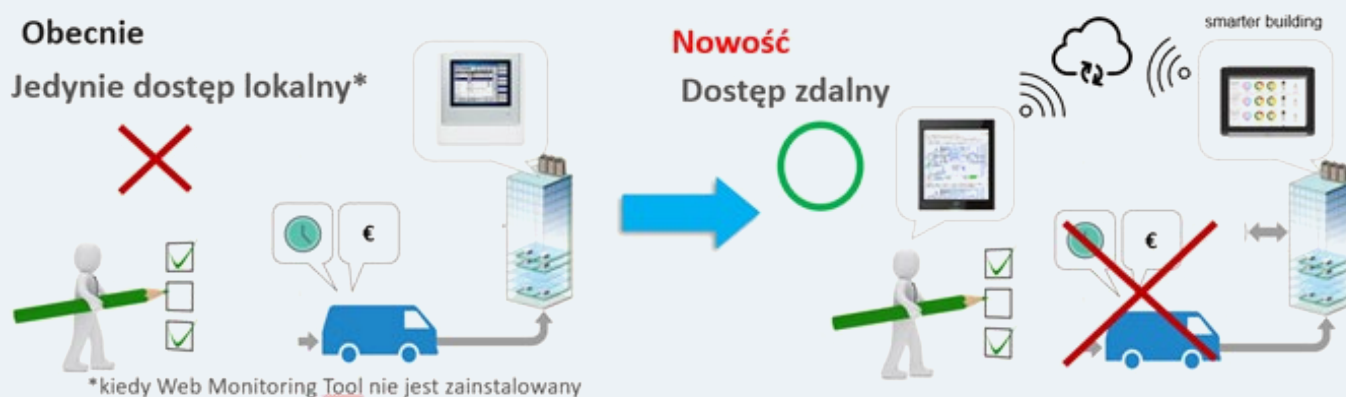 Obecnie
Jedynie dostęp lokalny*
€
*kiedy Web Monitoring Tool nie jest zainstalowany
Nowość
Dostęp zdalny
smarter building
€